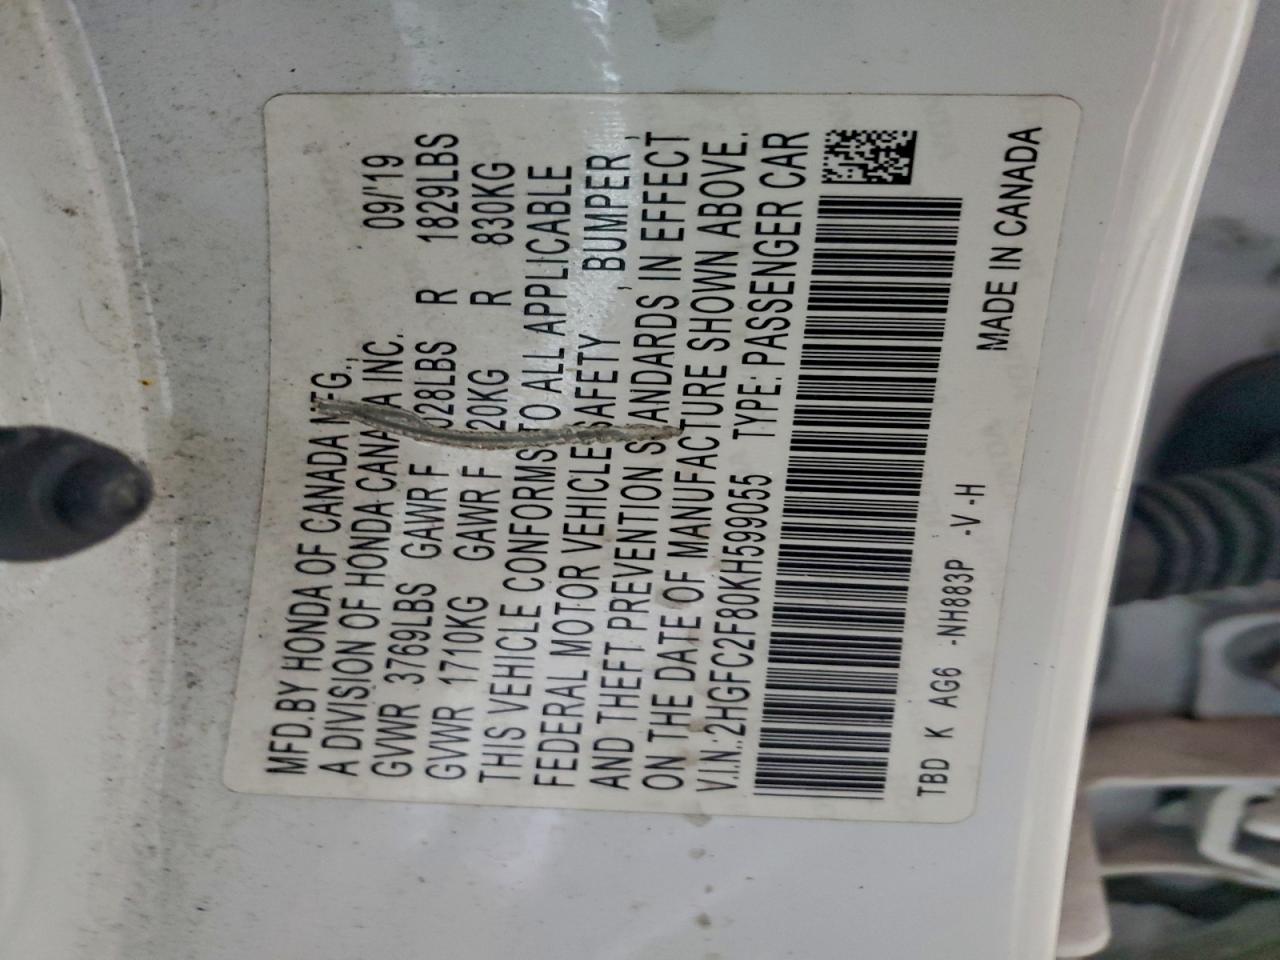 MFD.BY HONDA OF CANADA MFG.,
A DIVISION OF HONDA CANADA INC. 09/'19
GVWR 3769LBS GAWR F 028LBS R 1829LBS
GVWR 1710KG GAWR F 20KG R 830KG
THIS VEHICLE CONFORMS TO ALL APPLICABLE
FEDERAL MOTOR VEHICLE SAFETY , BUMPER ,
AND THEFT PREVENTION STANDARDS IN EFFECT
ON THE DATE OF MANUFACTURE SHOWN ABOVE.
V.I.N.:2HGFC2F80KH599055 TYPE: PASSENGER CAR
TBD K AG6 -NH883P -V -H MADE IN CANADA